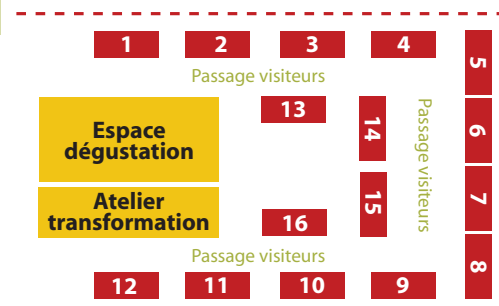 1 2 3 4
5
Passage visiteurs
13
Espace
dégustation
14
Passage visiteurs
6
Atelier
transformation
15
7
16
Passage visiteurs
8
12 11 10 9